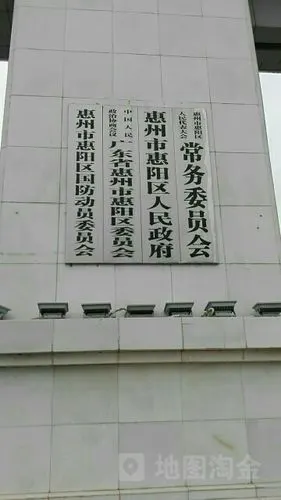 惠州市惠阳区
人民代表大会
常务委员会
惠州市惠阳区人民政府
中国人民
政治协商会议
广东省惠州市惠阳区委员会
惠州市惠阳区国防动员委员会
地图淘金